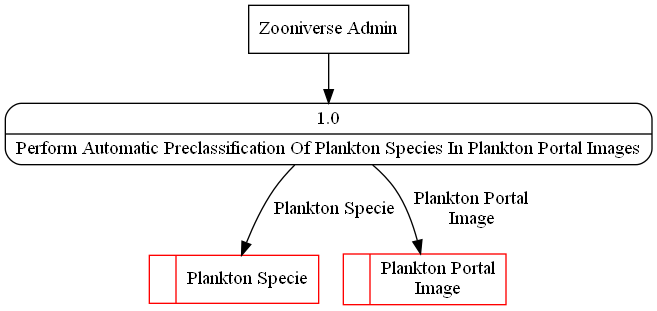 Zooniverse Admin
1.0
Perform Automatic Preclassification Of Plankton Species In Plankton Portal Images
Plankton Specie
Plankton Portal
Image
Plankton Specie
Plankton Portal
Image